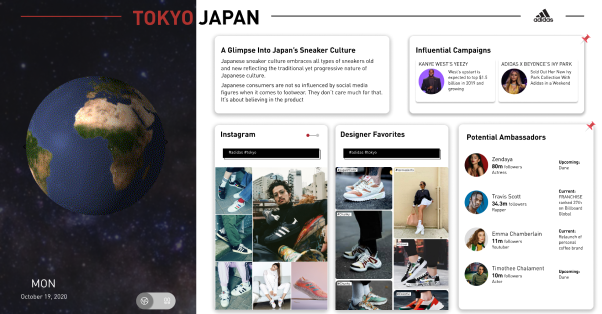 TOKYO JAPAN
adidas
A Glimpse Into Japan's Sneaker Culture
Japanese sneaker culture embraces all types of sneakers old
and new reflecting the traditional yet progressive nature of
Japanese culture.
Japanese consumers are not so influenced by social media
figures when it comes to footwear. They don't care much for that.
It's about believing in the product
Influential Campaigns
KANYE WEST'S YEEZY
West's upstart is
expected to top $1.5
billion in 2019 and
growing
ADIDAS X BEYONCE'S IVY PARK
Sold Out Her New Ivy
Park Collection With
Adidas in a Weekend
Instagram
#adidas #tokyo
Designer Favorites
#adidas #tokyo
Potential Ambassadors
Zendaya
80m followers
Actress
Upcoming:
Dune
Travis Scott
34.3m followers
Rapper
Current:
FRANCHISE
ranked 37th
on Billboard
Global
Emma Chamberlain
11m followers
Youtuber
Current:
Relaunch of
personal
coffee brand
Timothee Chalament
10m followers
Actor
Upcoming:
Dune
MON
October 19, 2020